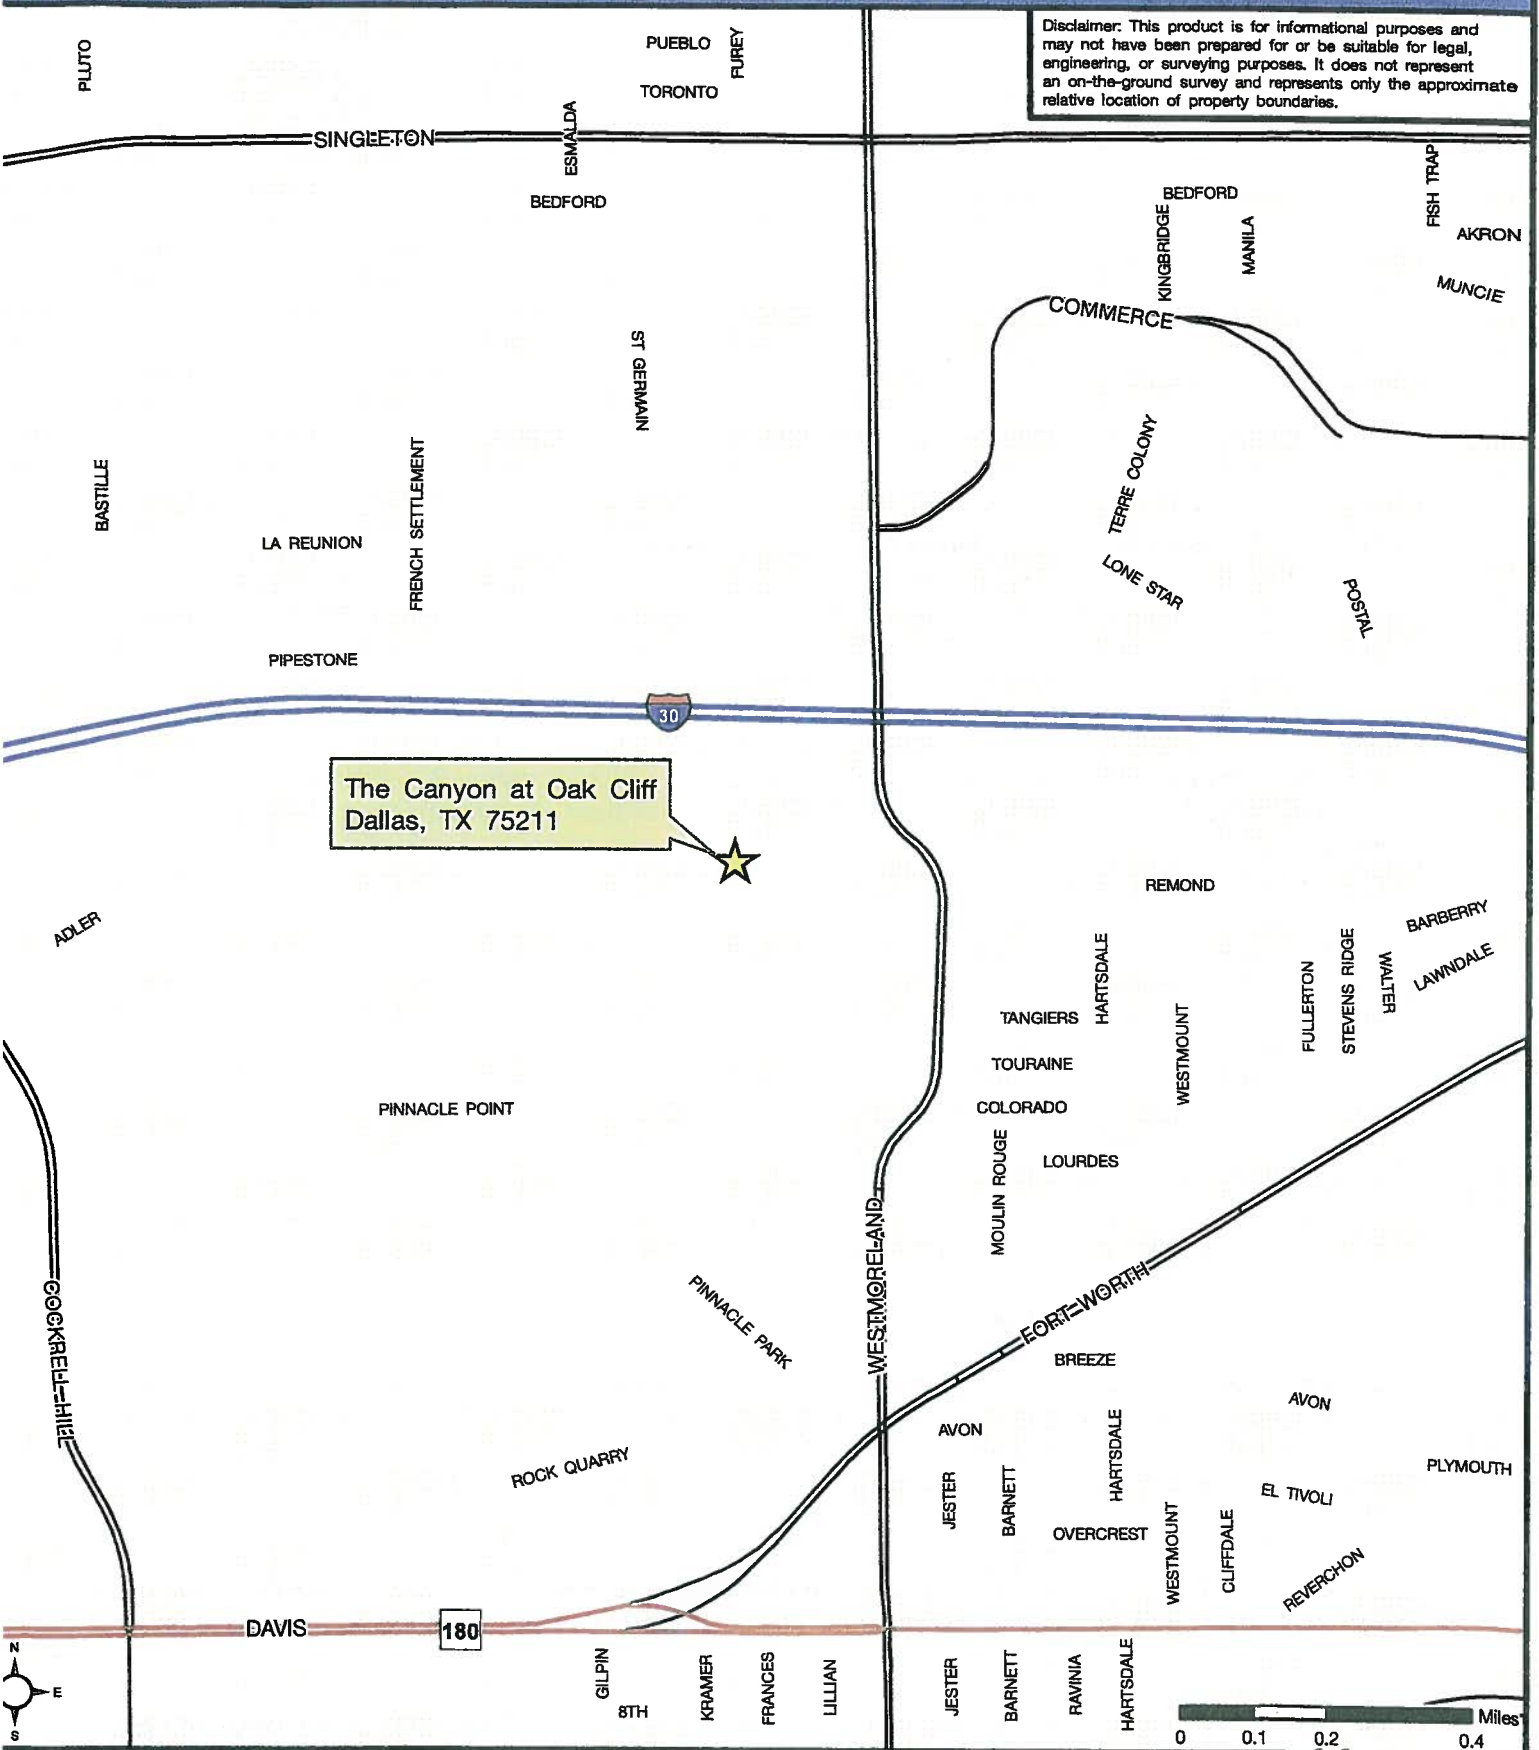 Disclaimer: This product is for informational purposes and
may not have been prepared for or be suitable for legal,
engineering, or surveying purposes. It does not represent
an on-the-ground survey and represents only the approximate
relative location of property boundaries.
PLUTO
PUEBLO
FUREY
TORONTO
SINGLETON
ESMALDA
BEDFORD
BEDFORD
FISH TRAP
KINGBRIDGE
MANILA
AKRON
MUNCIE
COMMERCE
ST GERMAIN
BASTILLE
FRENCH SETTLEMENT
LA REUNION
TERRE COLONY
LONE STAR
POSTAL
PIPESTONE
30
The Canyon at Oak Cliff
Dallas, TX 75211
REMOND
ADLER
BARBERRY
LAWNDALE
HARTSDALE
FULLERTON
STEVENS RIDGE
WALTER
TANGIERS
WESTMOUNT
TOURAINE
PINNACLE POINT
COLORADO
MOULIN ROUGE
LOURDES
WESTMORELAND
COCKRELL HILL
PINNACLE PARK
FORT WORTH
BREEZE
AVON
AVON
HARTSDALE
ROCK QUARRY
PLYMOUTH
JESTER
BARNETT
EL TIVOLI
OVERCREST
WESTMOUNT
CLIFFDALE
REVERCHON
DAVIS
180
N
E
S
GILPIN
8TH
KRAMER
FRANCES
LILLIAN
JESTER
BARNETT
RAVINIA
HARTSDALE
Miles
0 0.1 0.2 0.4